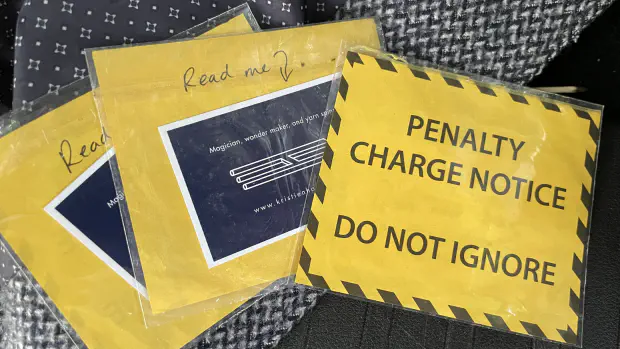 Read me
Magician, wonder maker, and yarn
www.kristien
Read
PENALTY
CHARGE NOTICE
DO NOT IGNORE